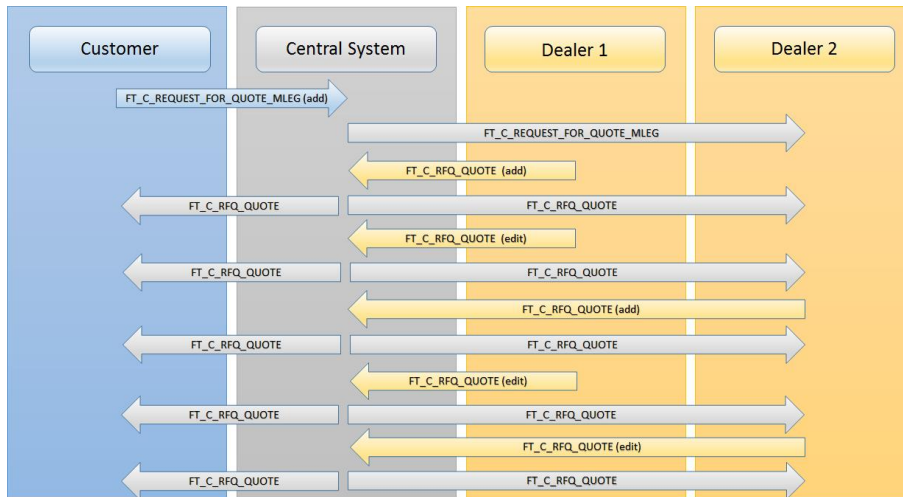 Customer
Central System
Dealer 1
Dealer 2
FT_C_REQUEST_FOR_QUOTE_MLEG (add)
FT_C_REQUEST_FOR_QUOTE_MLEG
FT_C_RFQ_QUOTE (add)
FT_C_RFQ_QUOTE
FT_C_RFQ_QUOTE
FT_C_RFQ_QUOTE (edit)
FT_C_RFQ_QUOTE
FT_C_RFQ_QUOTE
FT_C_RFQ_QUOTE (add)
FT_C_RFQ_QUOTE
FT_C_RFQ_QUOTE
FT_C_RFQ_QUOTE (edit)
FT_C_RFQ_QUOTE
FT_C_RFQ_QUOTE
FT_C_RFQ_QUOTE (edit)
FT_C_RFQ_QUOTE
FT_C_RFQ_QUOTE